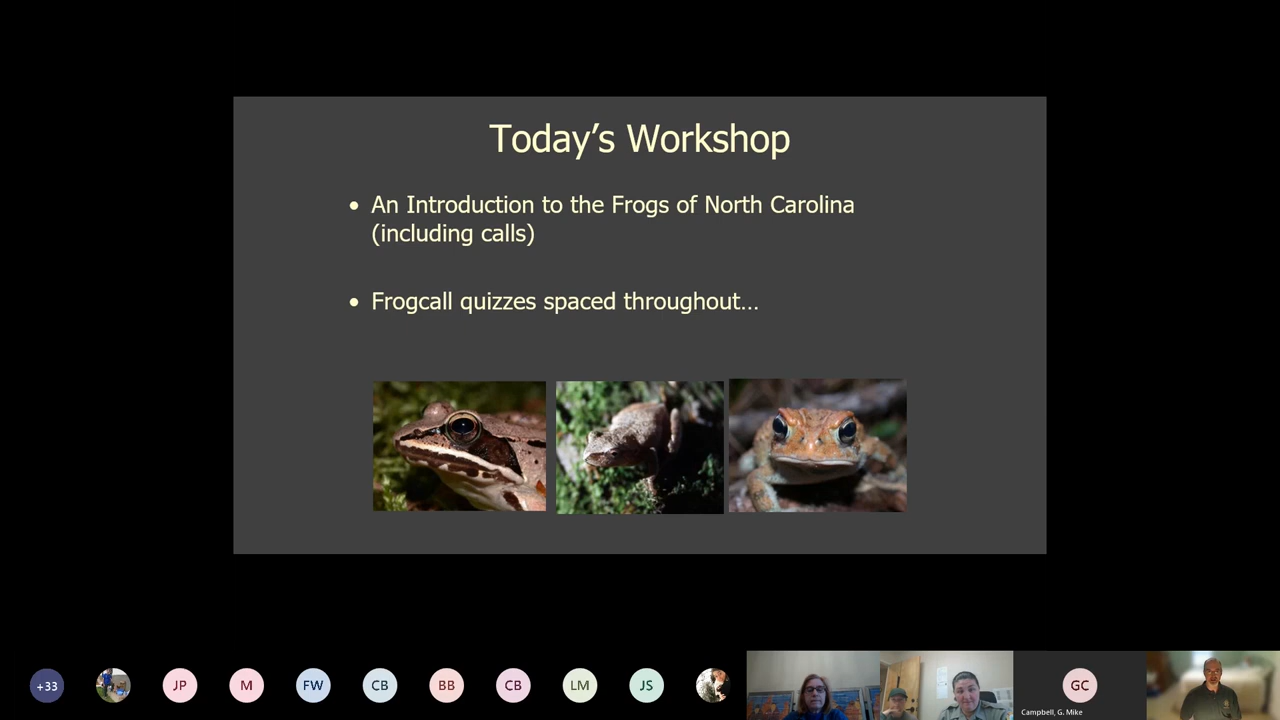 Today's Workshop
• An Introduction to the Frogs of North Carolina
(including calls)
• Frogcall quizzes spaced throughout...
+33
JP
M
FW
CB
BB
CB
LM
JS
GC
Campbell, G. Mike